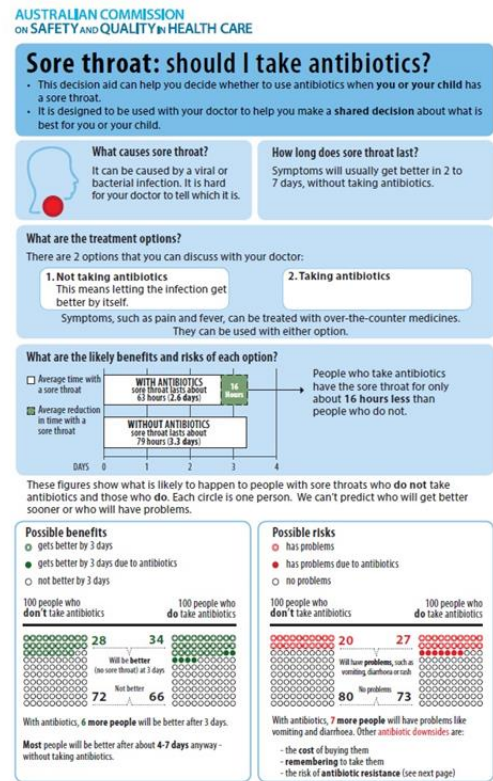 AUSTRALIAN COMMISSION
ON SAFETY AND QUALITY IN HEALTH CARE
Sore throat: should I take antibiotics?
• This decision aid can help you decide whether to use antibiotics when you or your child has
a sore throat.
• It is designed to be used with your doctor to help you make a shared decision about what is
best for you or your child.
What causes sore throat?
It can be caused by a viral or
bacterial infection. It is hard
for your doctor to tell which it is.
How long does sore throat last?
Symptoms will usually get better in 2 to
7 days, without taking antibiotics.
What are the treatment options?
There are 2 options that you can discuss with your doctor:
1. Not taking antibiotics
This means letting the infection get
better by itself.
2. Taking antibiotics
Symptoms, such as pain and fever, can be treated with over-the-counter medicines.
They can be used with either option.
What are the likely benefits and risks of each option?
Average time with
a sore throat
Average reduction
in time with a
sore throat
WITH ANTIBIOTICS
sore throat lasts about
63 hours (2.6 days)
16
Hours
WITHOUT ANTIBIOTICS
sore throat lasts about
79 hours (3.3 days)
DAYS 0 1 2 3 4
People who take antibiotics
have the sore throat for only
about 16 hours less than
people who do not.
These figures show what is likely to happen to people with sore throats who do not take
antibiotics and those who do. Each circle is one person. We can't predict who will get better
sooner or who will have problems.
Possible benefits
gets better by 3 days
gets better by 3 days due to antibiotics
not better by 3 days
100 people who
don't take antibiotics
100 people who
do take antibiotics
28 34
Will be better
(no sore throat) at 3 days
Not better
72 66
With antibiotics, 6 more people will be better after 3 days.
Most people will be better after about 4-7 days anyway -
without taking antibiotics.
Possible risks
has problems
has problems due to antibiotics
no problems
100 people who
don't take antibiotics
100 people who
do take antibiotics
20 27
Will have problems, such as
vomiting, diarrhoea or rash
No problems
80 73
With antibiotics, 7 more people will have problems like
vomiting and diarrhoea. Other antibiotic downsides are:
- the cost of buying them
- remembering to take them
- the risk of antibiotic resistance (see next page)